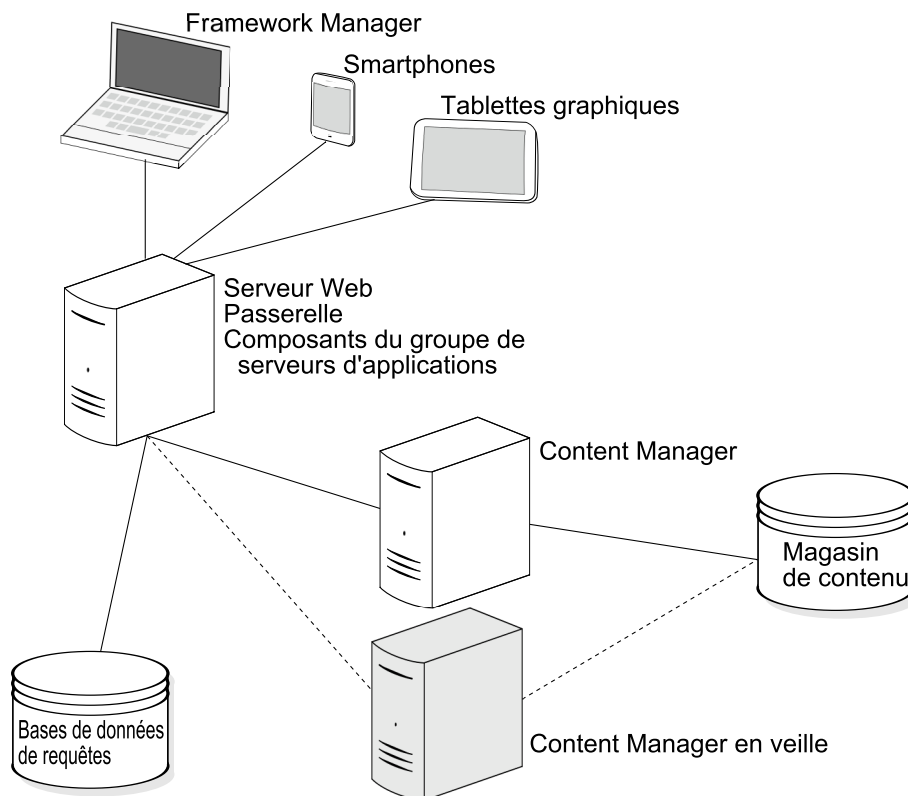 Framework Manager
Smartphones
Tablettes graphiques
Serveur Web
Passerelle
Composants du groupe de
serveurs d'applications
Content Manager
Magasin
de contenu
Bases de données
de requêtes
Content Manager en veille